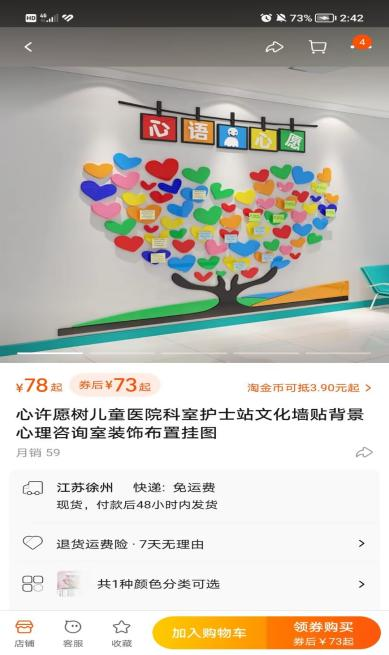 HD 4G 73% 2:42
4
心语心愿
¥78起 券后¥73起 淘金币可抵3.90元起 >
心许愿树儿童医院科室护士站文化墙贴背景
心理咨询室装饰布置挂图
月销 59
江苏徐州 快递: 免运费
现货，付款后48小时内发货
退货运费险 · 7天无理由 >
共1种颜色分类可选 >
店铺 客服 收藏
加入购物车
领券购买
券后¥73起